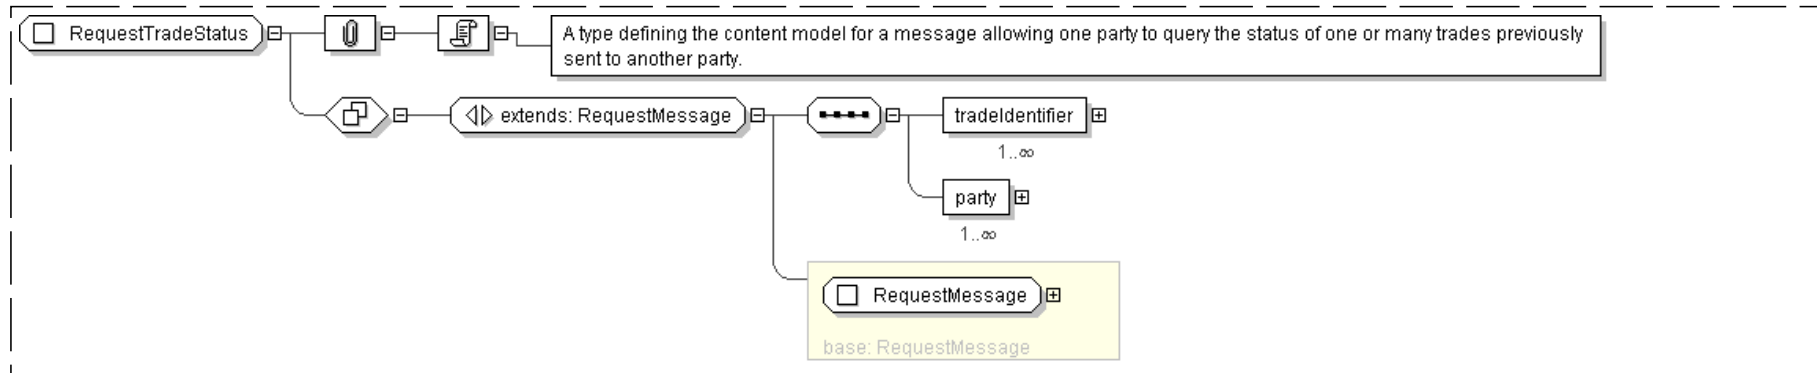 RequestTradeStatus
A type defining the content model for a message allowing one party to query the status of one or many trades previously
sent to another party.
extends: RequestMessage
tradeIdentifier
1..∞
party
1..∞
RequestMessage
base: RequestMessage